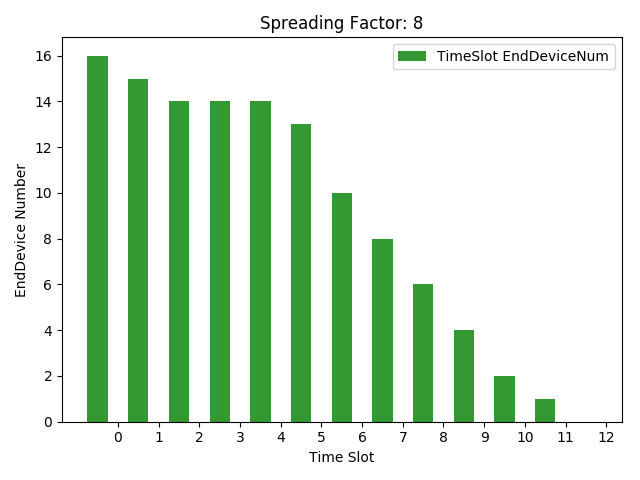 Spreading Factor: 8
TimeSlot EndDeviceNum
EndDevice Number
16
14
12
10
8
6
4
2
0
0 1 2 3 4 5 6 7 8 9 10 11 12
Time Slot